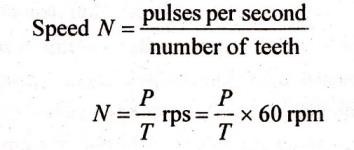 Speed N = pulses per second / number of teeth
N = P/T rps = P/T × 60 rpm